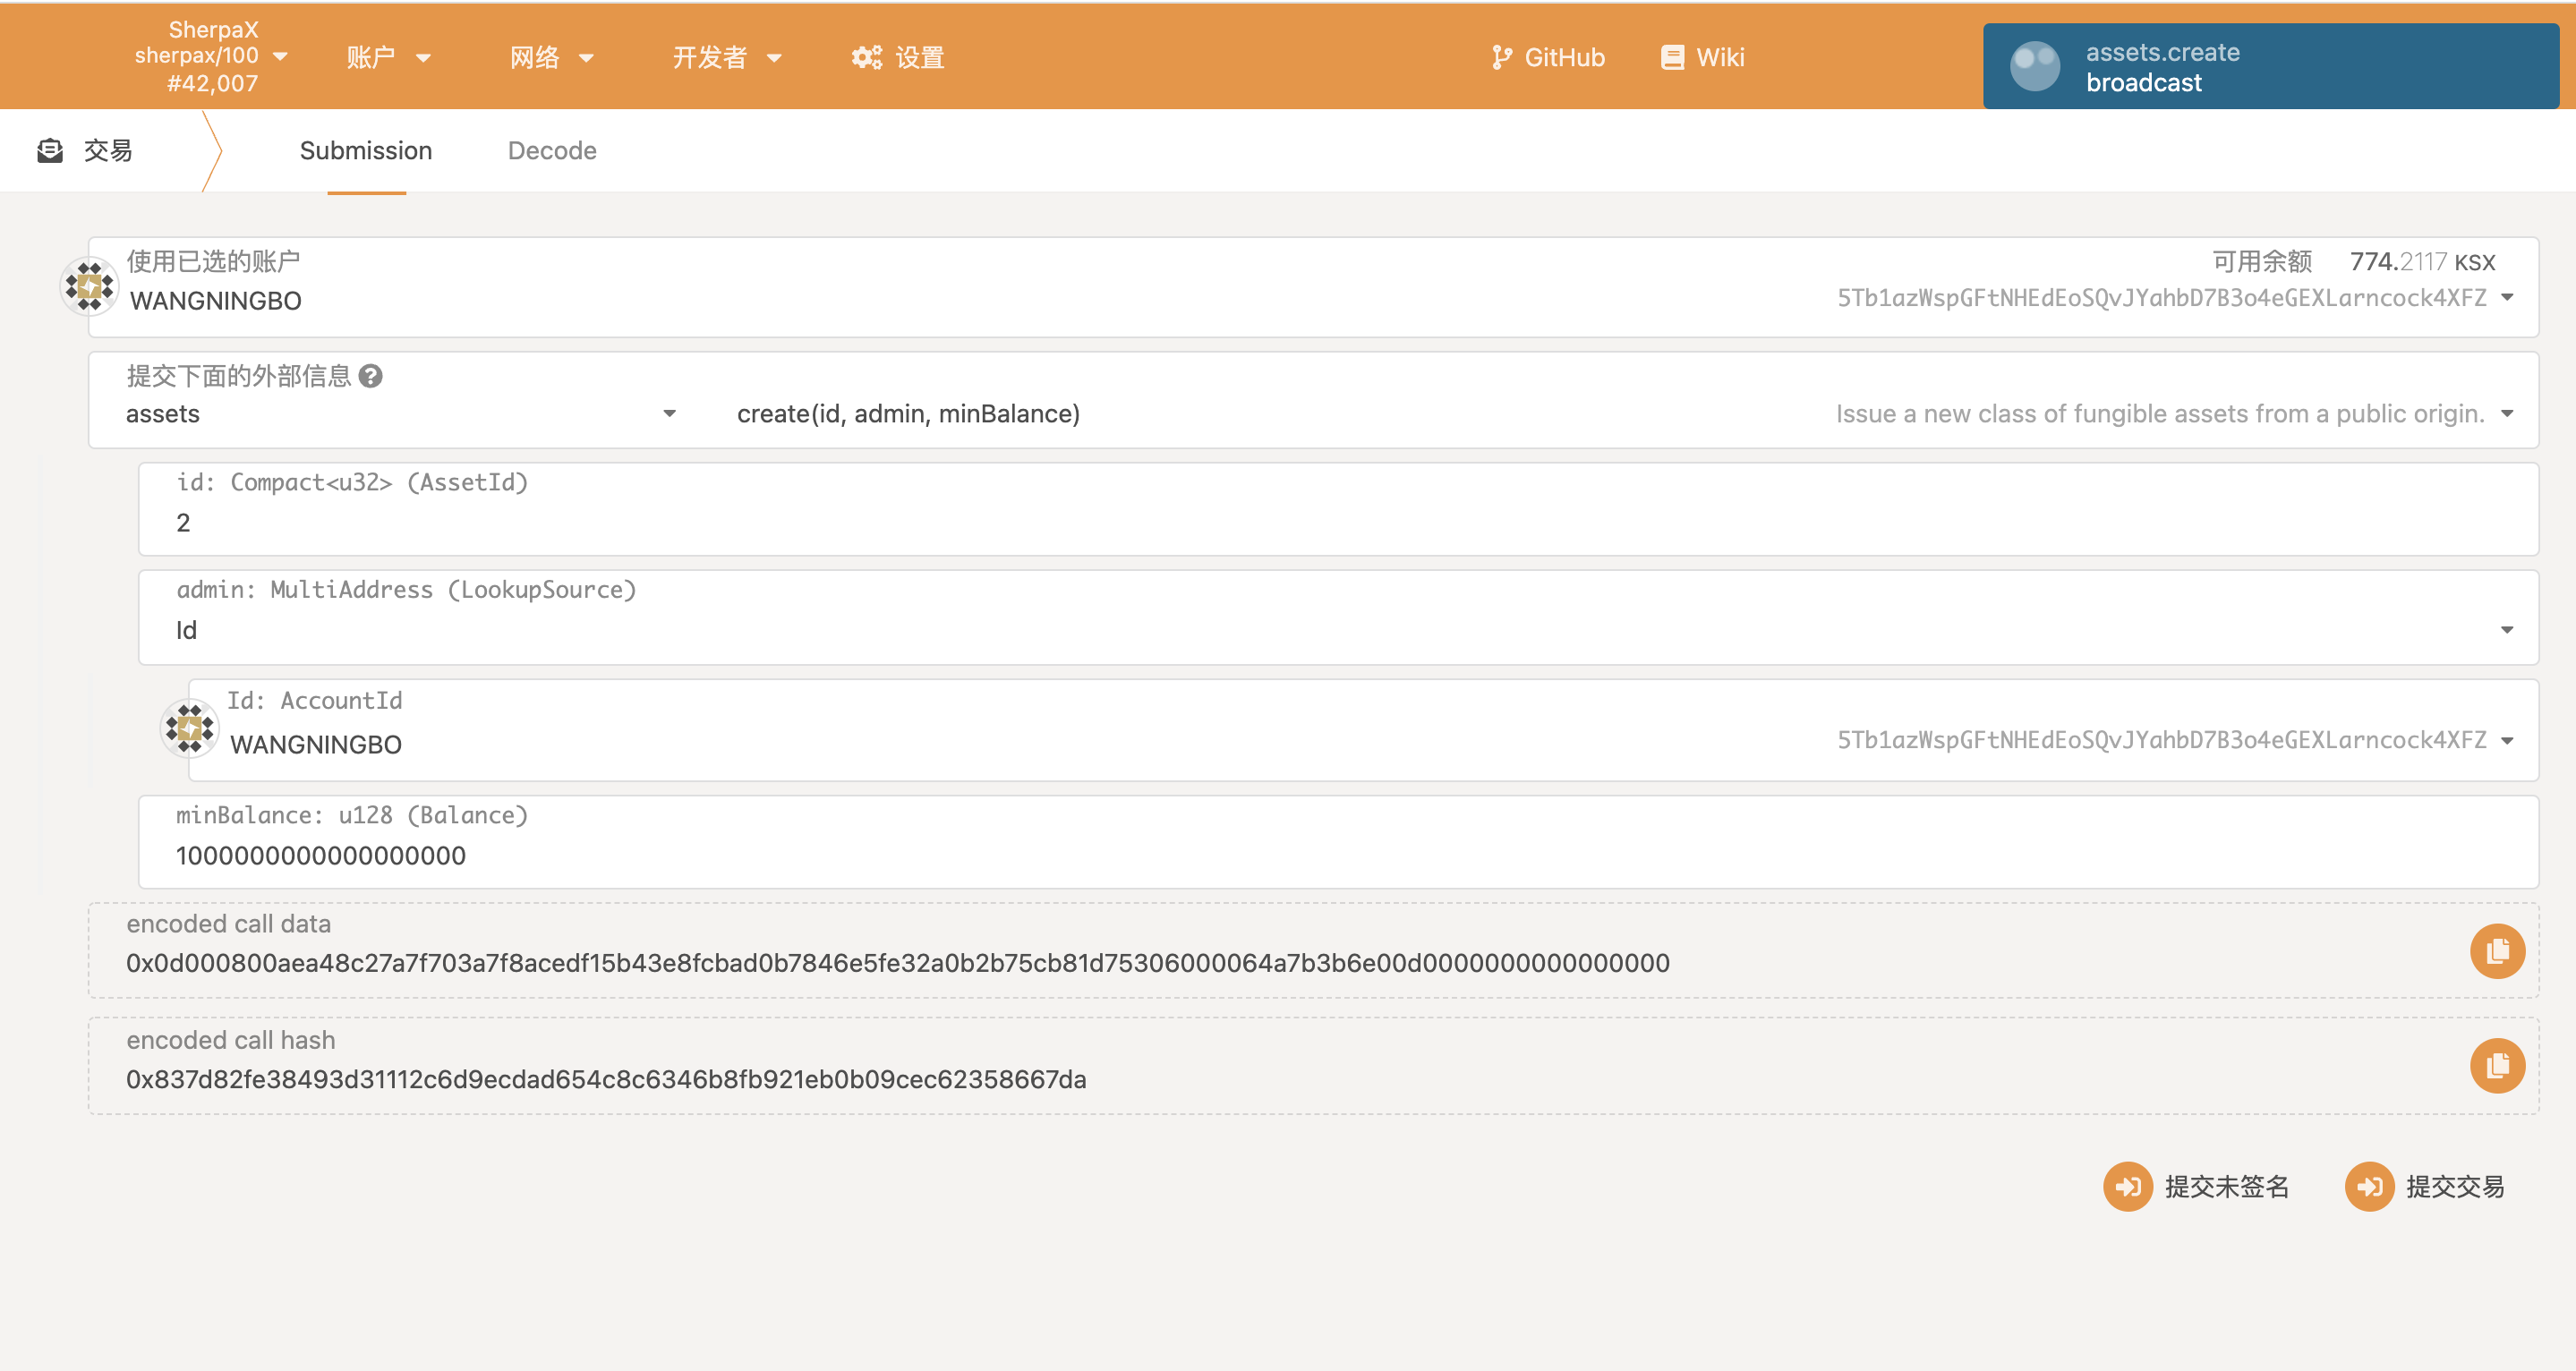 SherpaX
sherpax/100
#42,007
账户
网络
开发者
设置
GitHub
Wiki
assets.create
broadcast
交易
Submission
Decode
使用已选的账户
可用余额 774.2117 KSX
WANGNINGBO
5Tb1azWspGFtNHEdEoSQvJYahbD7B3o4eGEXLarncock4XFZ
提交下面的外部信息
assets
create(id, admin, minBalance)
Issue a new class of fungible assets from a public origin.
id: Compact<u32> (AssetId)
2
admin: MultiAddress (LookupSource)
Id
Id: AccountId
WANGNINGBO
5Tb1azWspGFtNHEdEoSQvJYahbD7B3o4eGEXLarncock4XFZ
minBalance: u128 (Balance)
1000000000000000000
encoded call data
0x0d000800aea48c27a7f703a7f8acedf15b43e8fcbad0b7846e5fe32a0b2b75cb81d75306000064a7b3b6e00d0000000000000000
encoded call hash
0x837d82fe38493d31112c6d9ecdad654c8c6346b8fb921eb0b09cec62358667da
提交未签名
提交交易